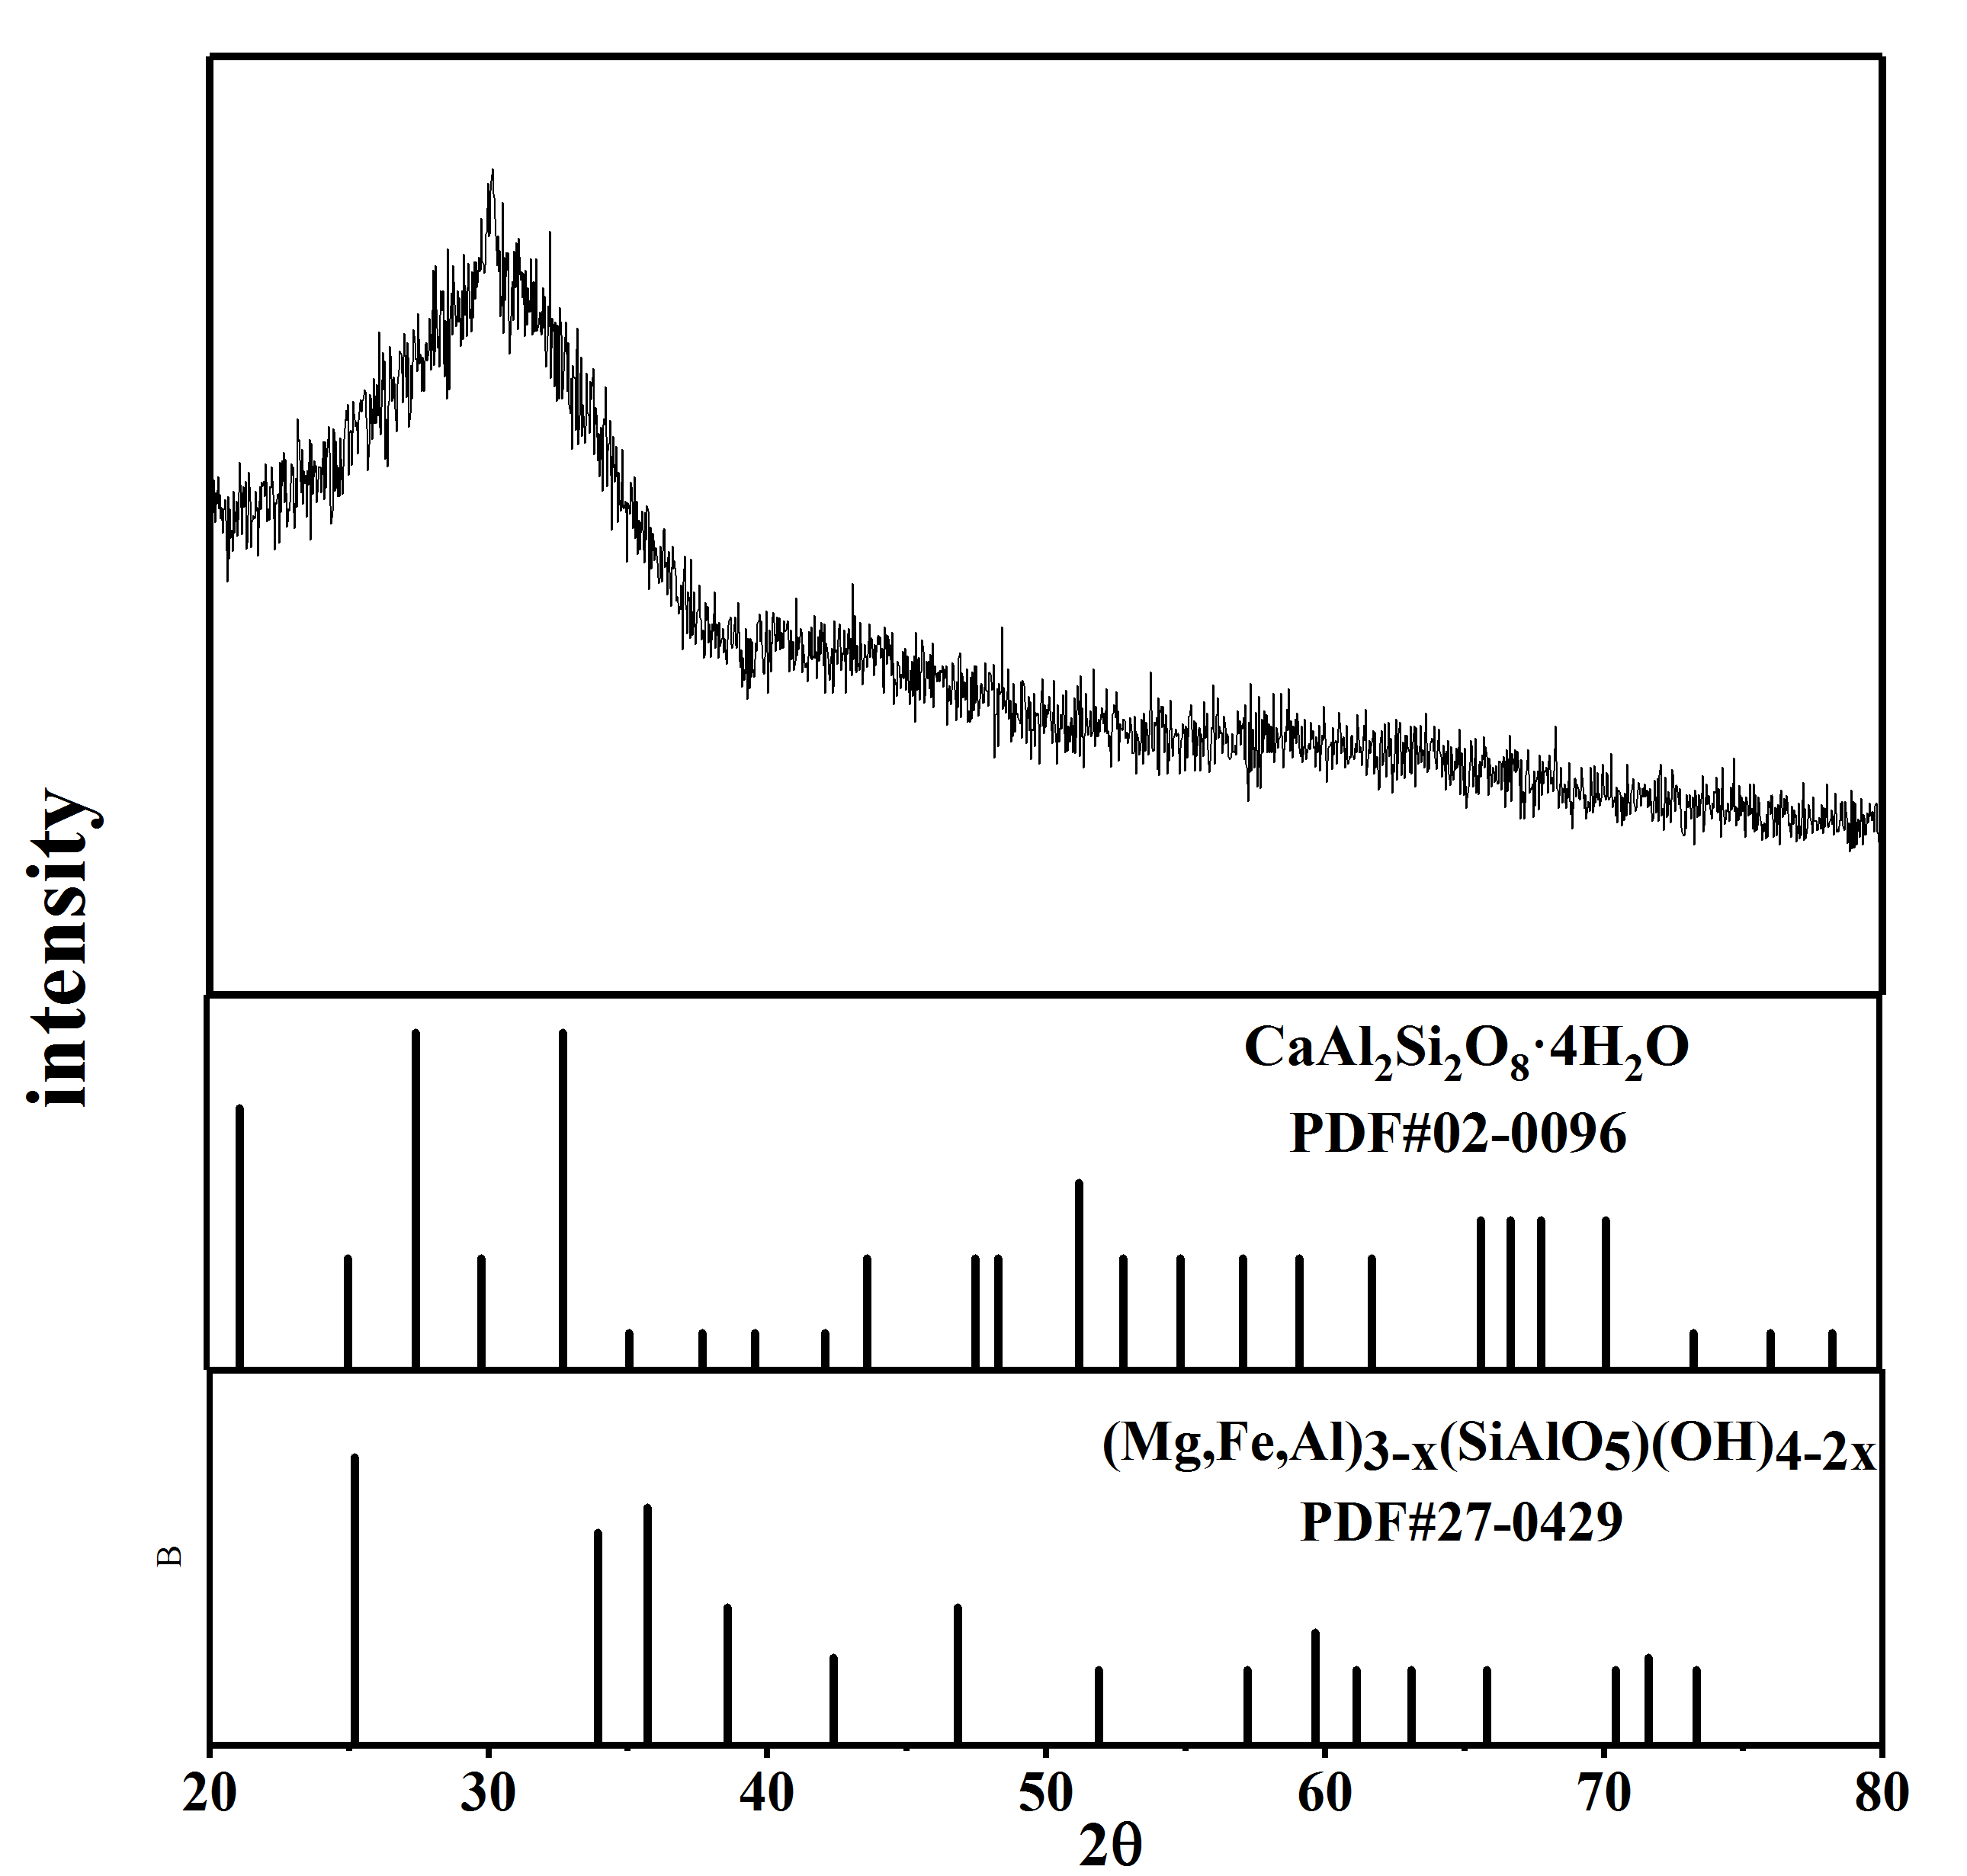 intensity
CaAl₂Si₂O₈·4H₂O
PDF#02-0096
(Mg,Fe,Al)3-x(SiAlO5)(OH)4-2x
PDF#27-0429
B
20 30 40 50 60 70 80
2θ